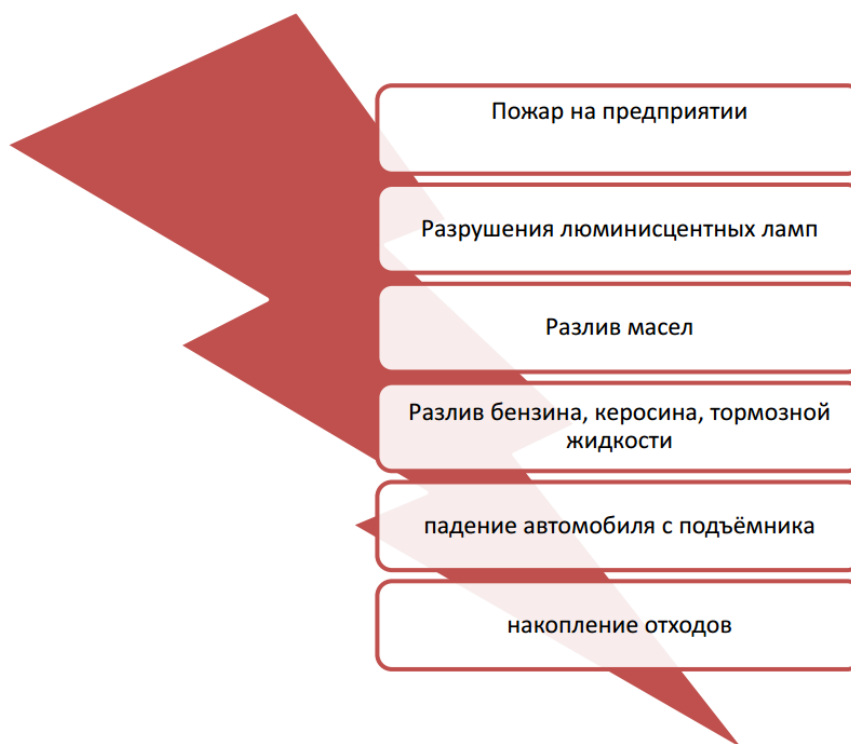 Пожар на предприятии
Разрушения люминисцентных ламп
Разлив масел
Разлив бензина, керосина, тормозной
жидкости
падение автомобиля с подъёмника
накопление отходов